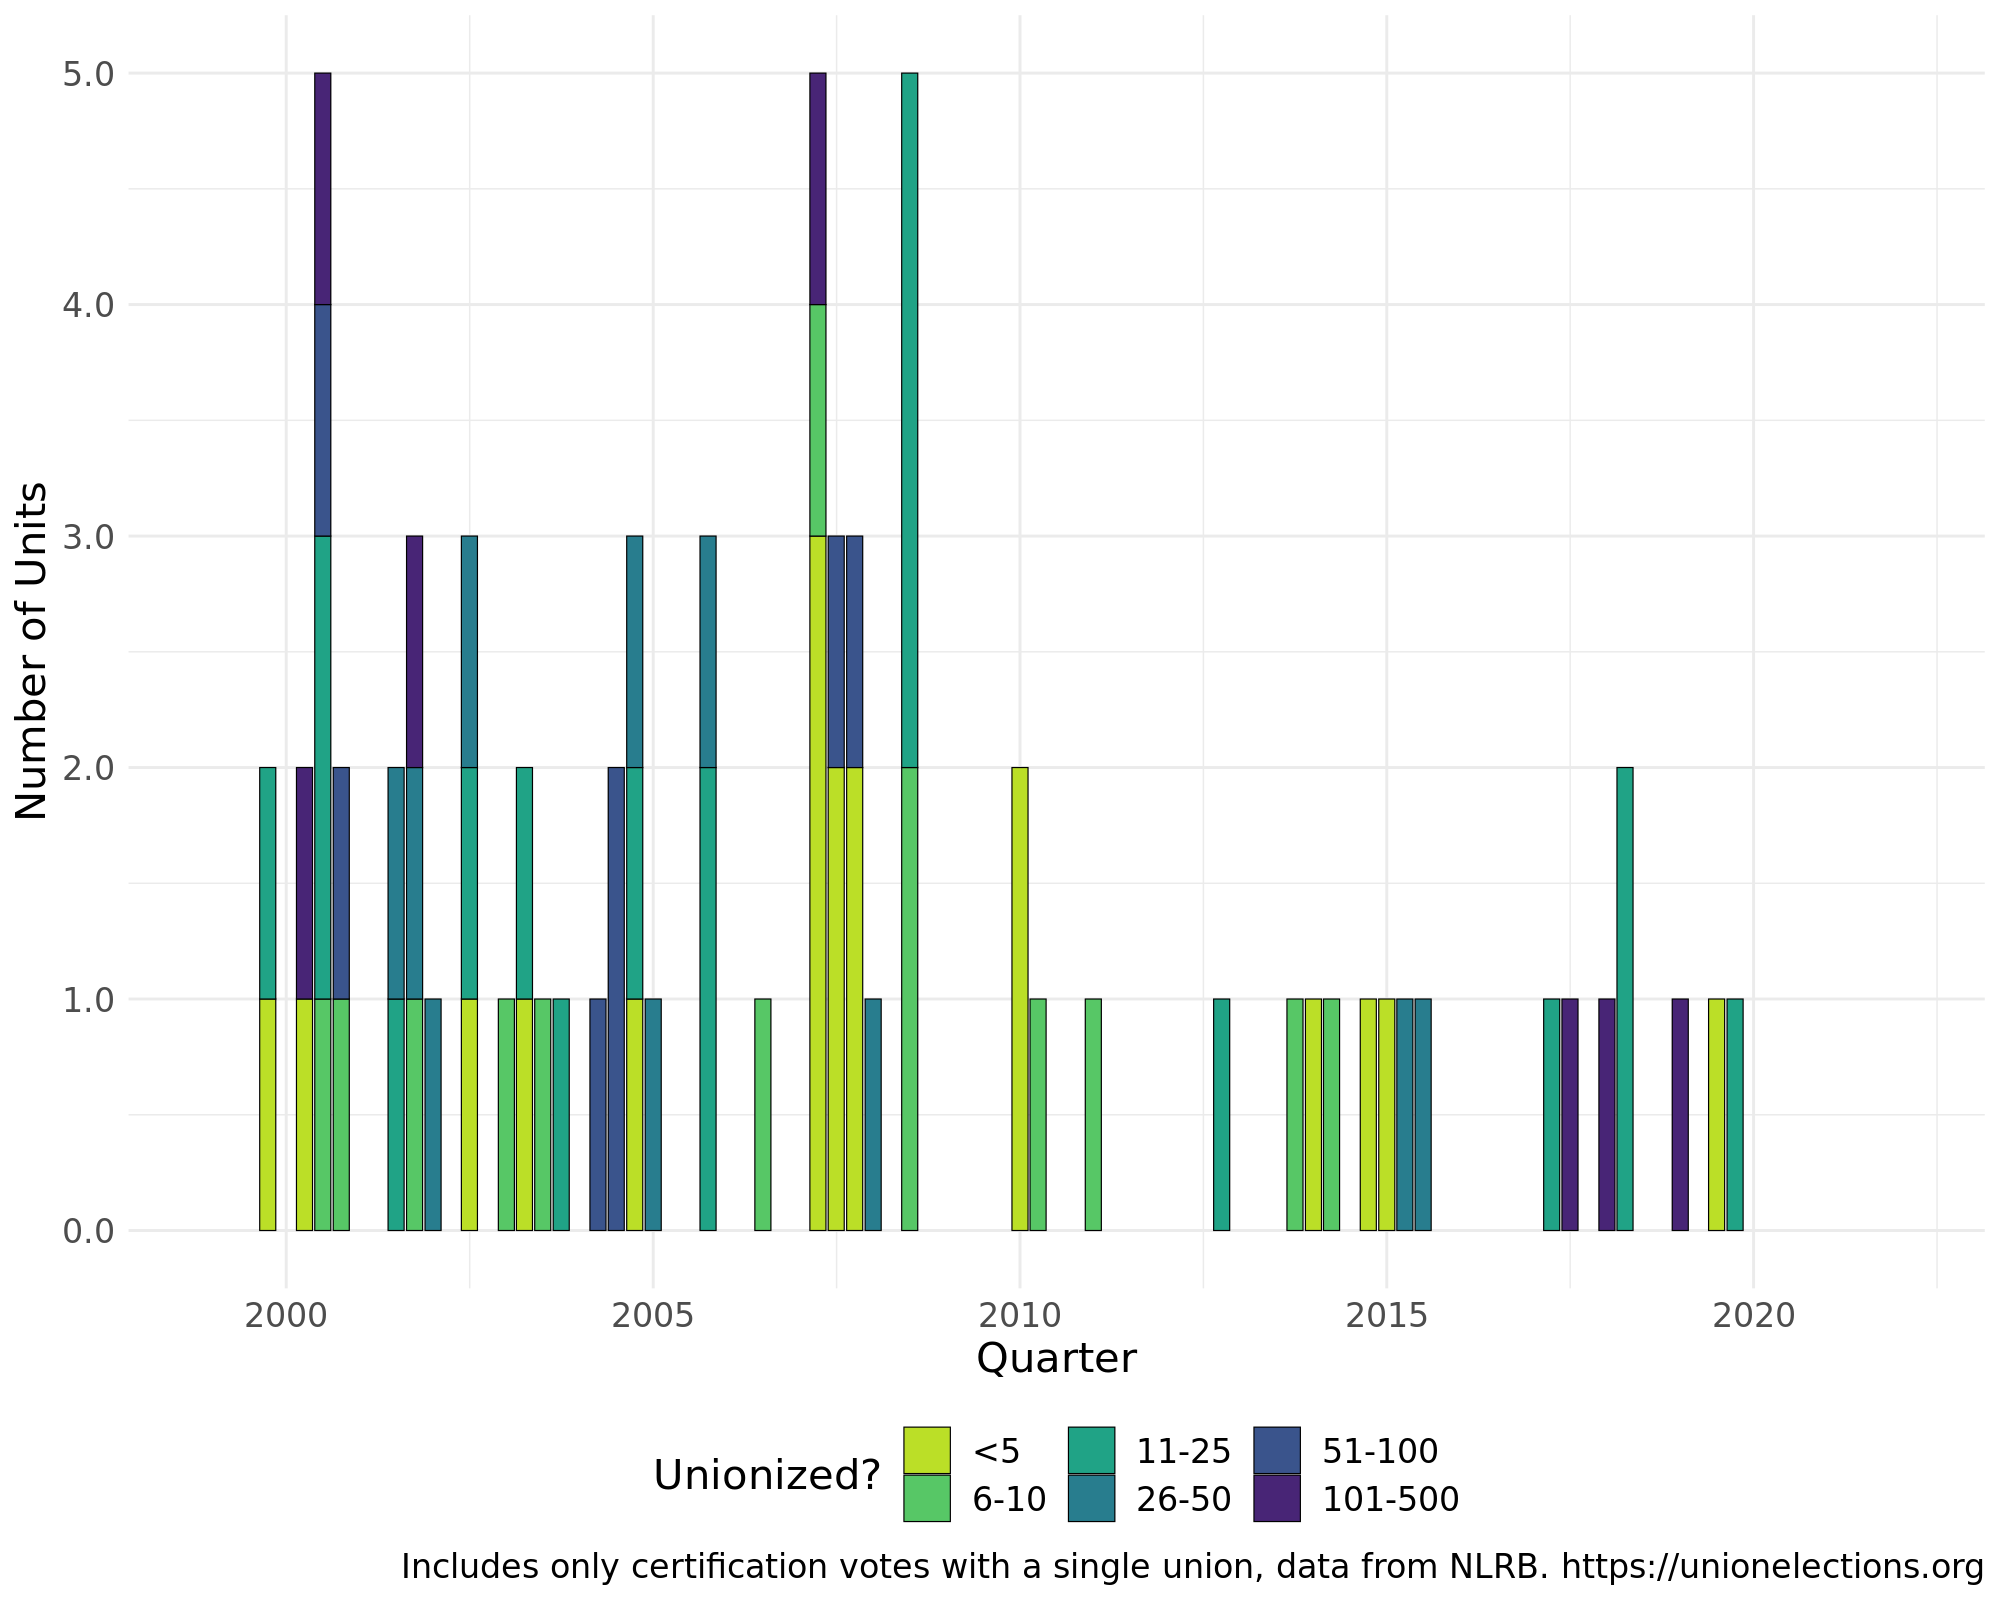 5.0
4.0
3.0
2.0
1.0
0.0
Number of Units
2000 2005 2010 2015 2020
Quarter
Unionized?
<5 11-25 51-100
6-10 26-50 101-500
Includes only certification votes with a single union, data from NLRB. https://unionelections.org